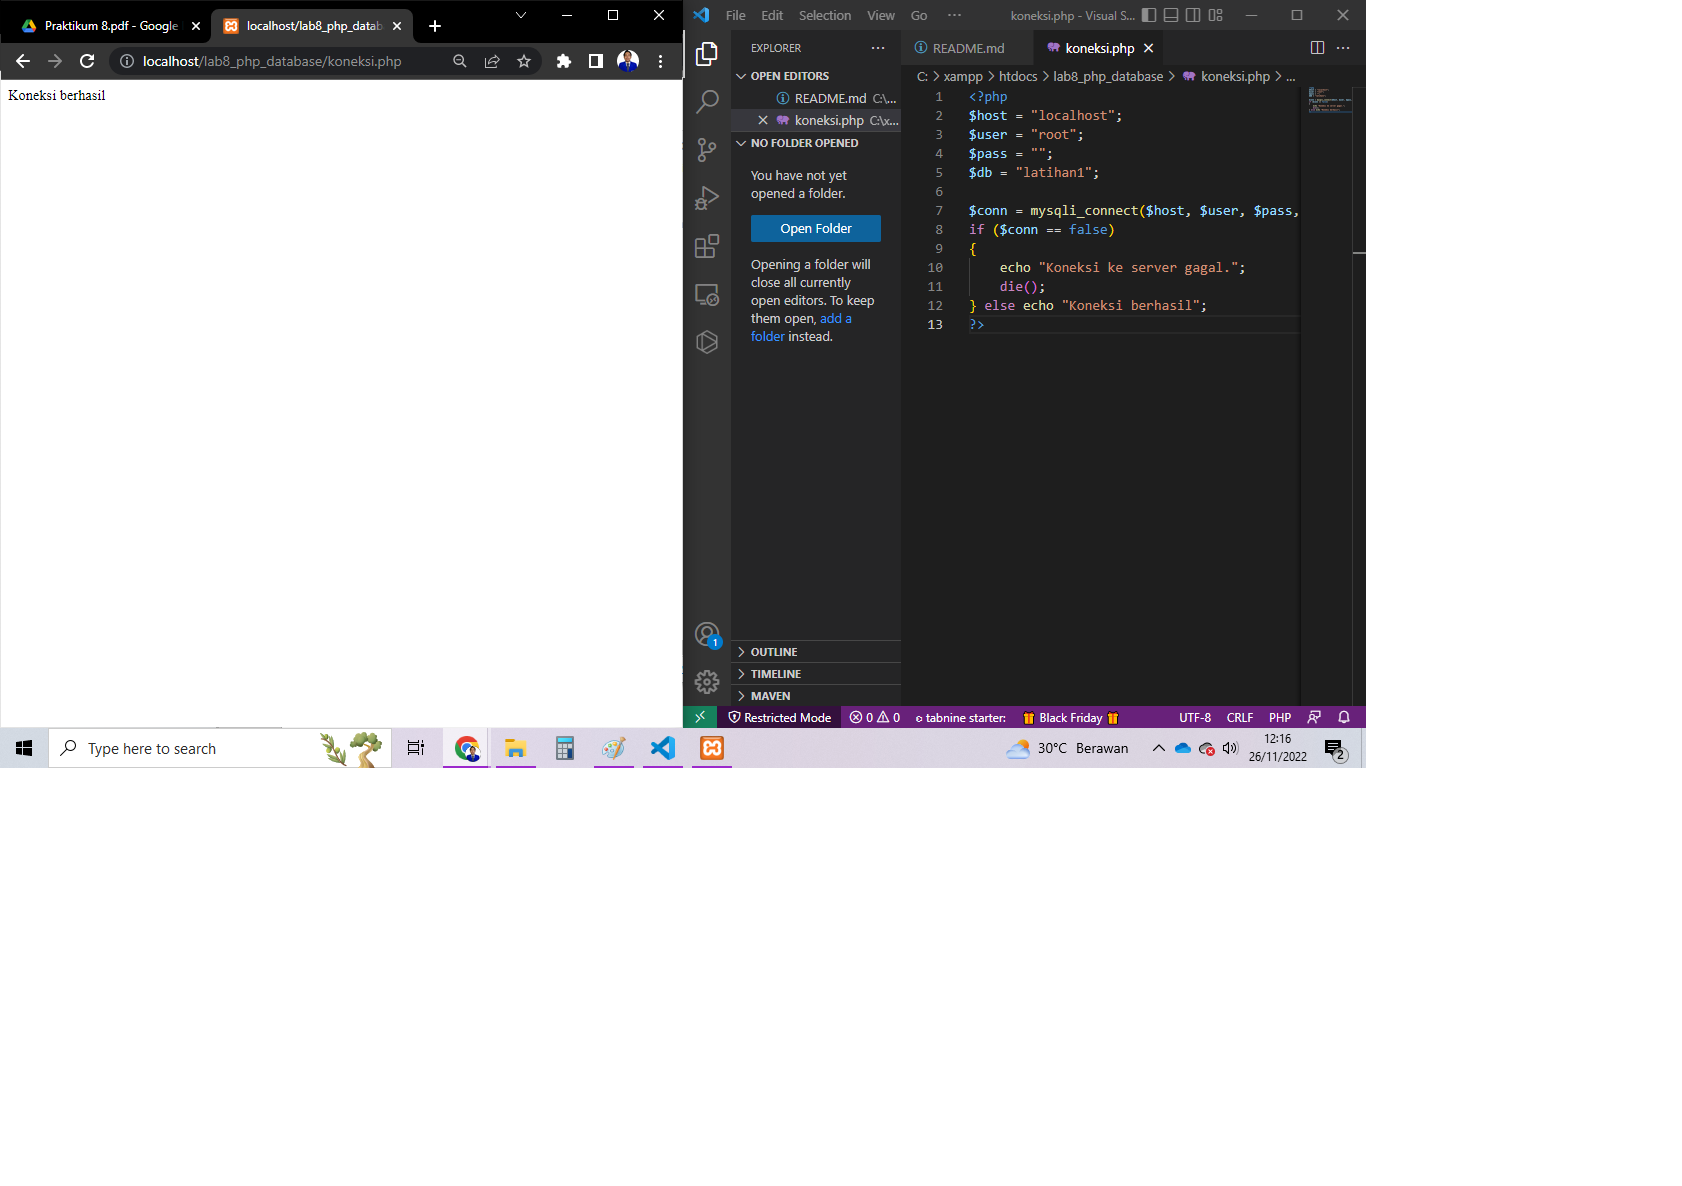 Praktikum 8.pdf - Google
localhost/lab8_php_datab
localhost/lab8_php_database/koneksi.php
Koneksi berhasil
File Edit Selection View Go ··· koneksi.php - Visual S...
EXPLORER ···
OPEN EDITORS
README.md C:\...
koneksi.php C:\x...
NO FOLDER OPENED
You have not yet
opened a folder.
Open Folder
Opening a folder will
close all currently
open editors. To keep
them open, add a
folder instead.
OUTLINE
TIMELINE
MAVEN
README.md
koneksi.php
C: > xampp > htdocs > lab8_php_database > koneksi.php > ...
1 <?php
2 $host = "localhost";
3 $user = "root";
4 $pass = "";
5 $db = "latihan1";
6
7 $conn = mysqli_connect($host, $user, $pass,
8 if ($conn == false)
9 {
10 echo "Koneksi ke server gagal.";
11 die();
12 } else echo "Koneksi berhasil";
13 ?>
1
Restricted Mode 0 0 tabnine starter: Black Friday UTF-8 CRLF PHP
Type here to search
30°C Berawan
12:16
26/11/2022
2